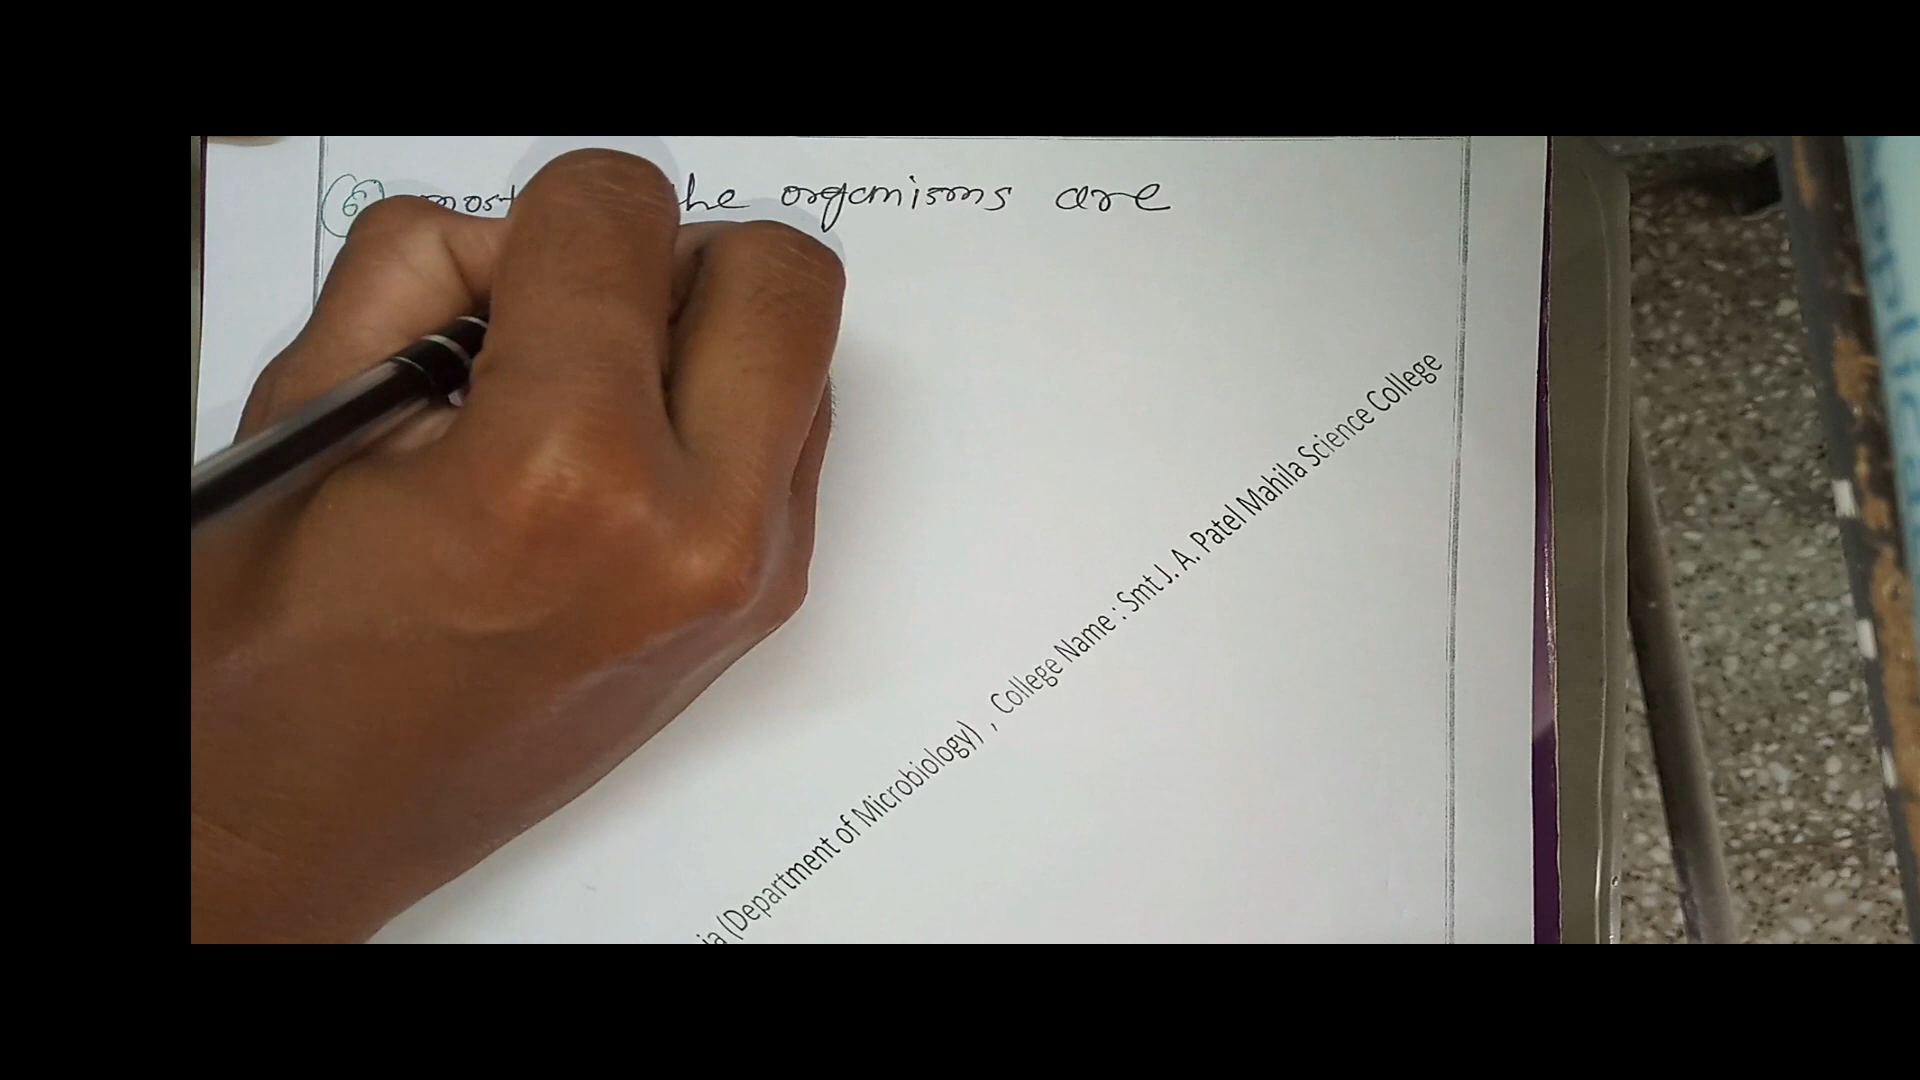 6 most the organisms are
ia (Department of Microbiology) , College Name : Smt J. A. Patel Mahila Science College